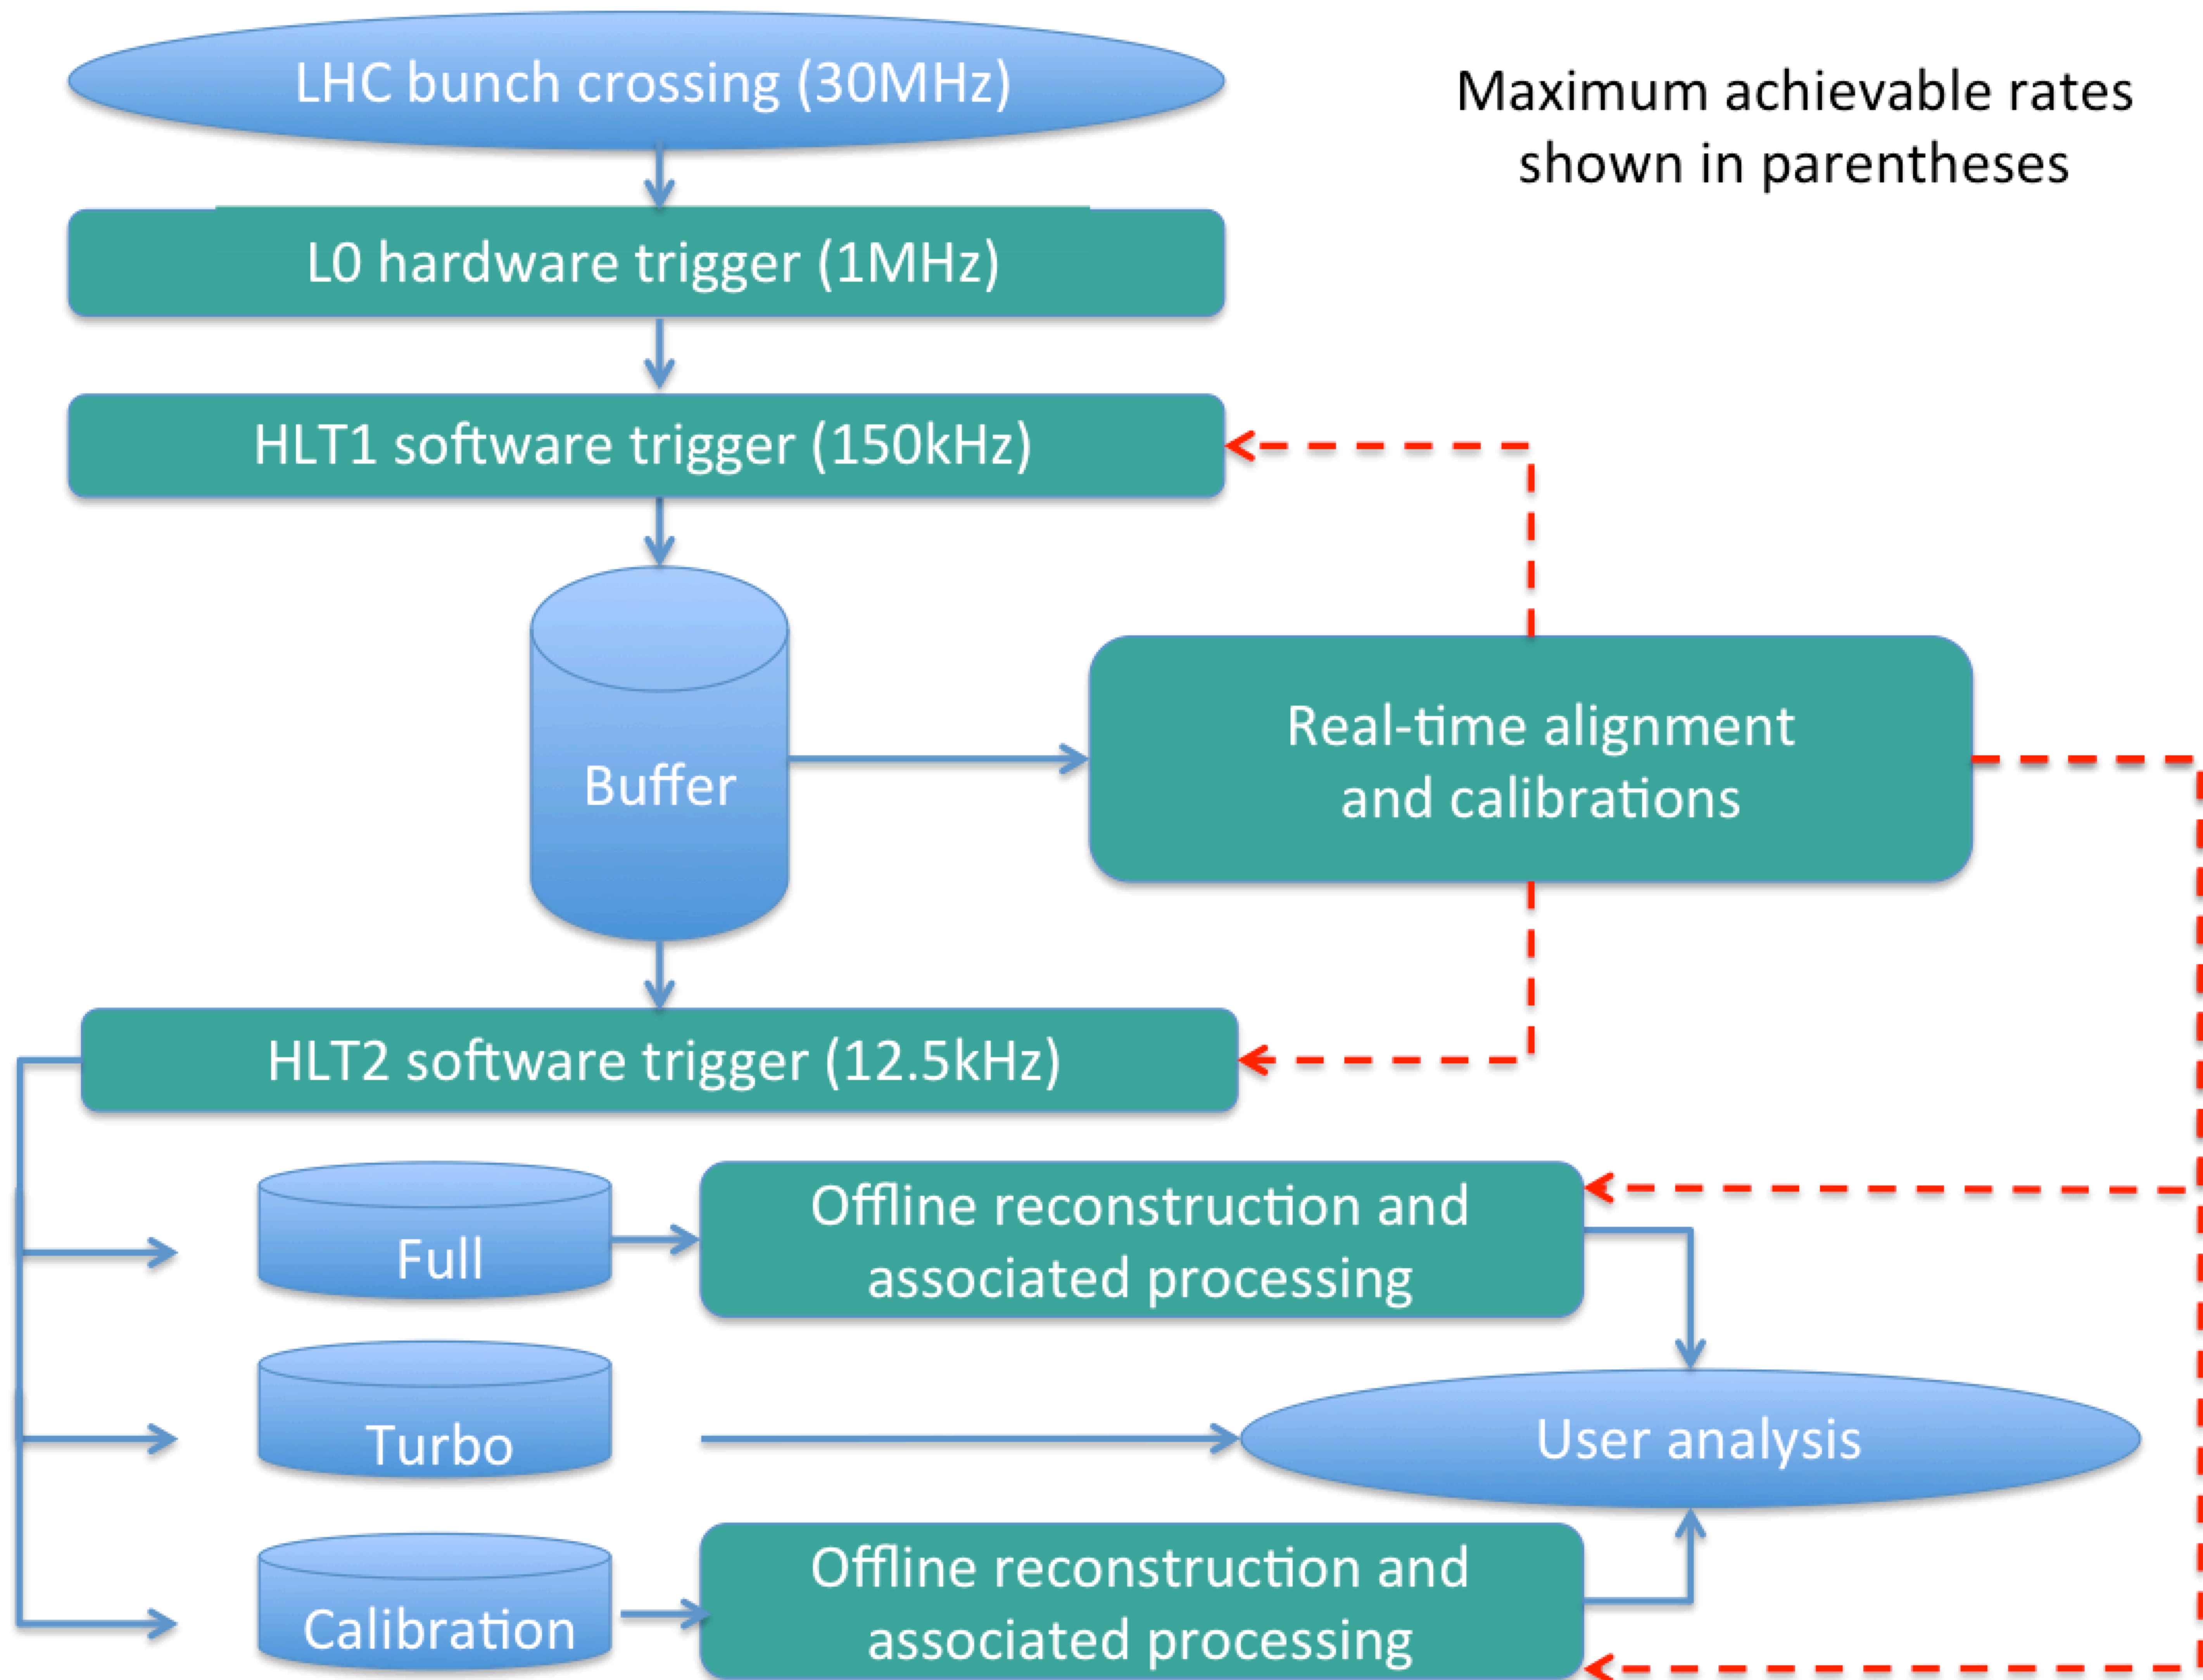 LHC bunch crossing (30MHz)
Maximum achievable rates
shown in parentheses
L0 hardware trigger (1MHz)
HLT1 software trigger (150kHz)
Buffer
Real-time alignment
and calibrations
HLT2 software trigger (12.5kHz)
Full
Offline reconstruction and
associated processing
Turbo
User analysis
Calibration
Offline reconstruction and
associated processing